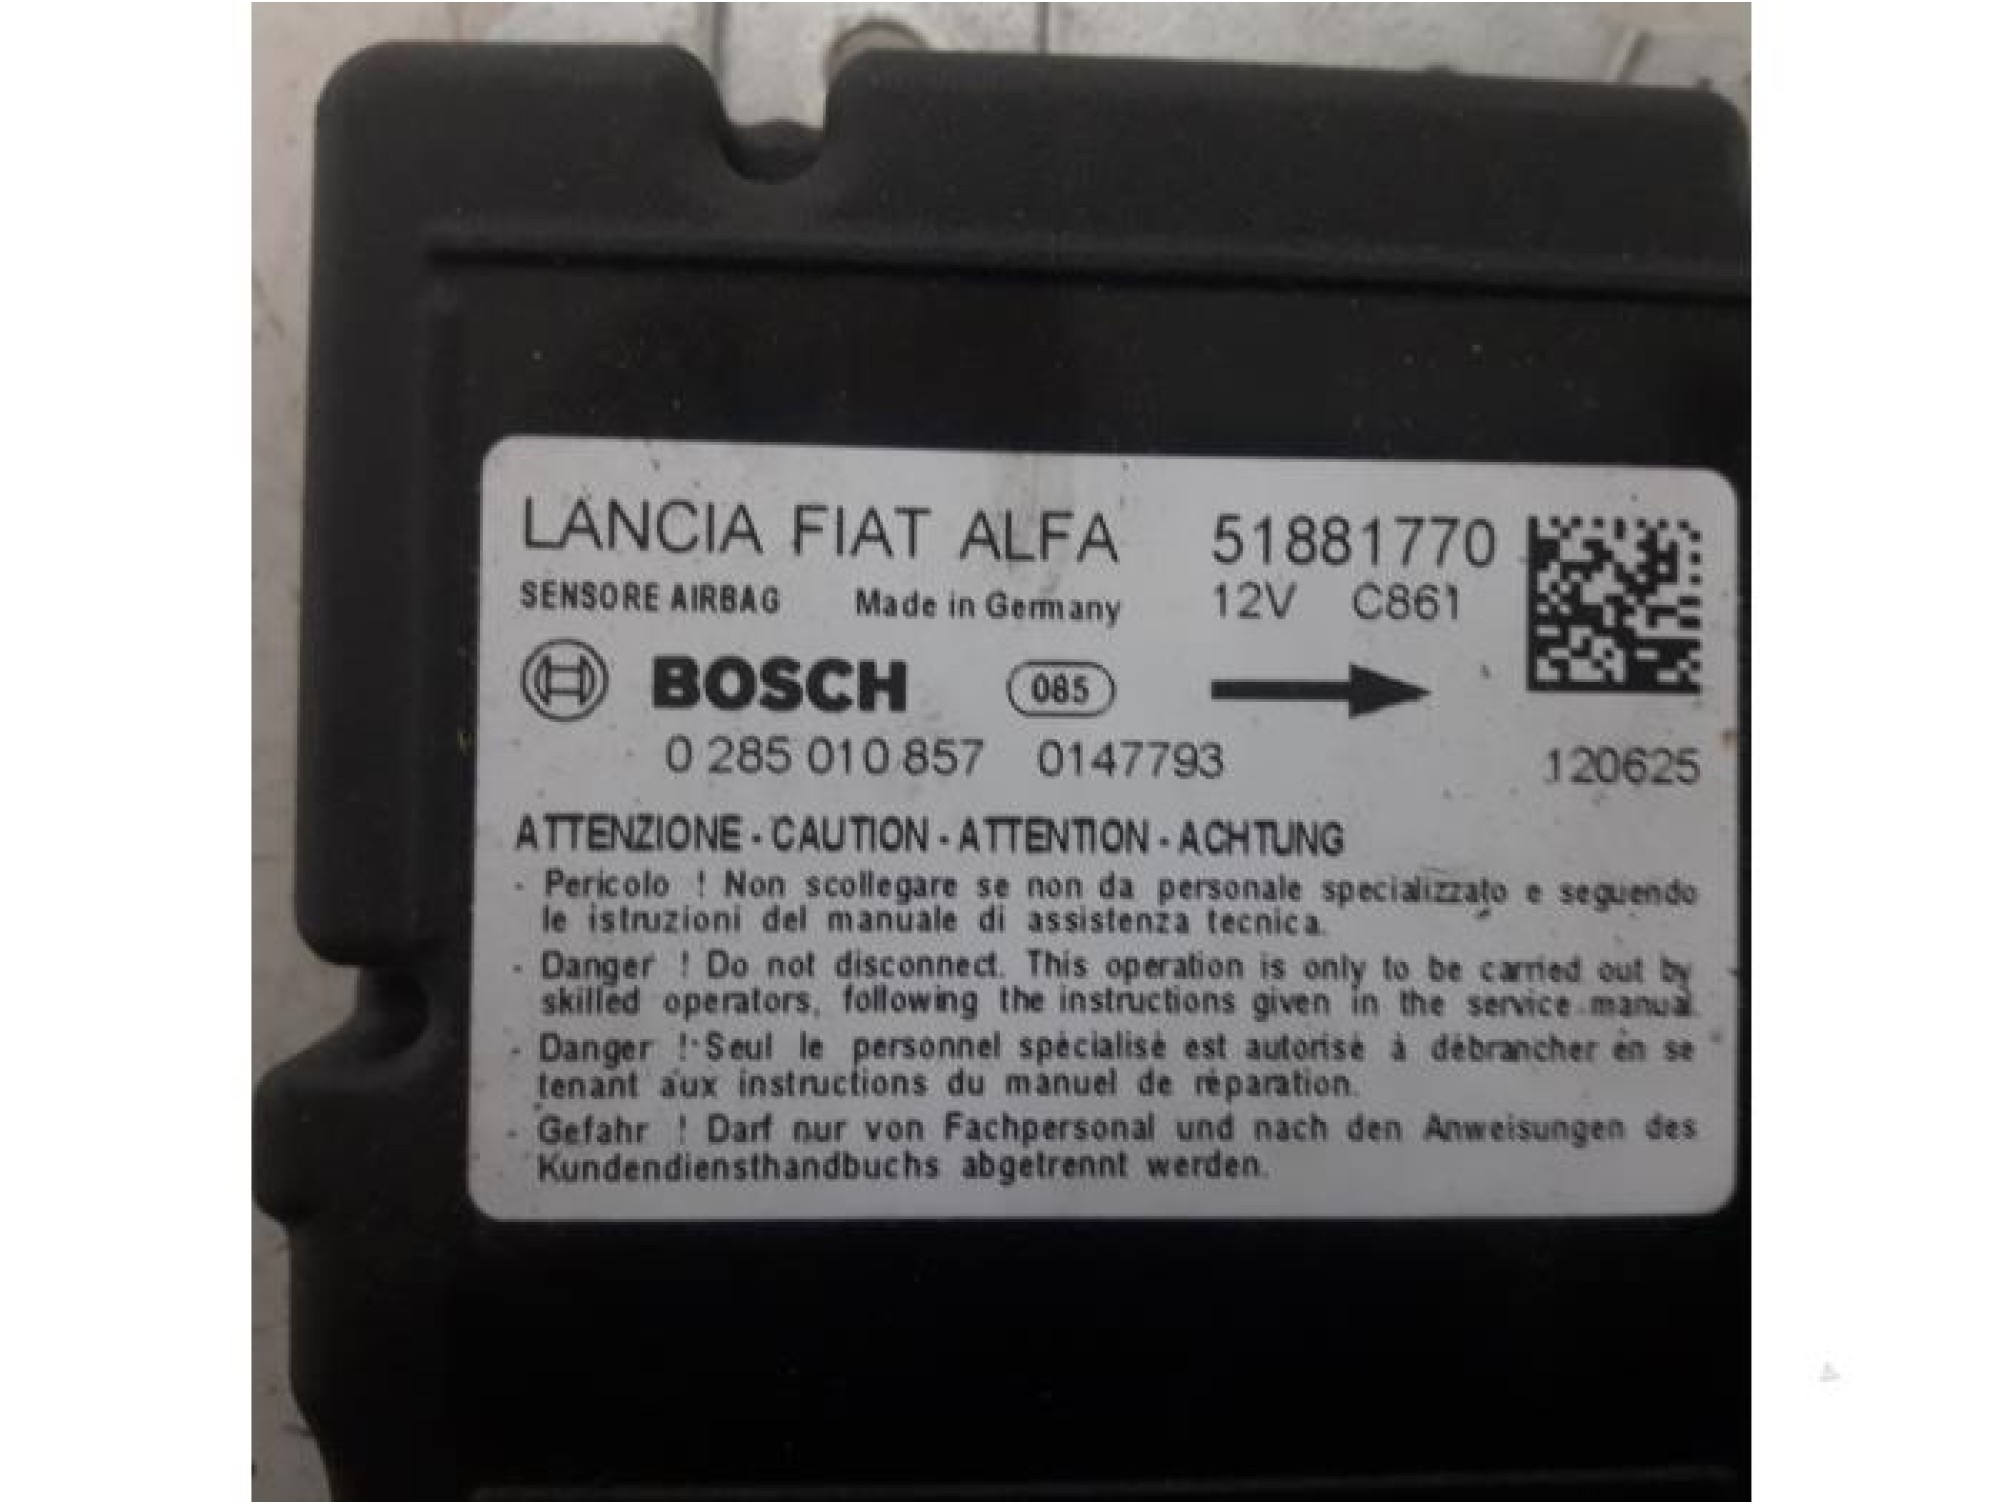 LANCIA FIAT ALFA 51881770
SENSORE AIRBAG Made in Germany 12V C861
BOSCH 085
0 285 010 857 0147793 120625
ATTENZIONE - CAUTION - ATTENTION - ACHTUNG
- Pericolo ! Non scollegare se non da personale specializzato e seguendo
le istruzioni del manuale di assistenza tecnica.
- Danger ! Do not disconnect. This operation is only to be carried out by
skilled operators, following the instructions given in the service manual.
- Danger ! Seul le personnel spécialisé est autorisé à débrancher en se
tenant aux instructions du manuel de réparation.
- Gefahr ! Darf nur von Fachpersonal und nach den Anweisungen des
Kundendiensthandbuchs abgetrennt werden.